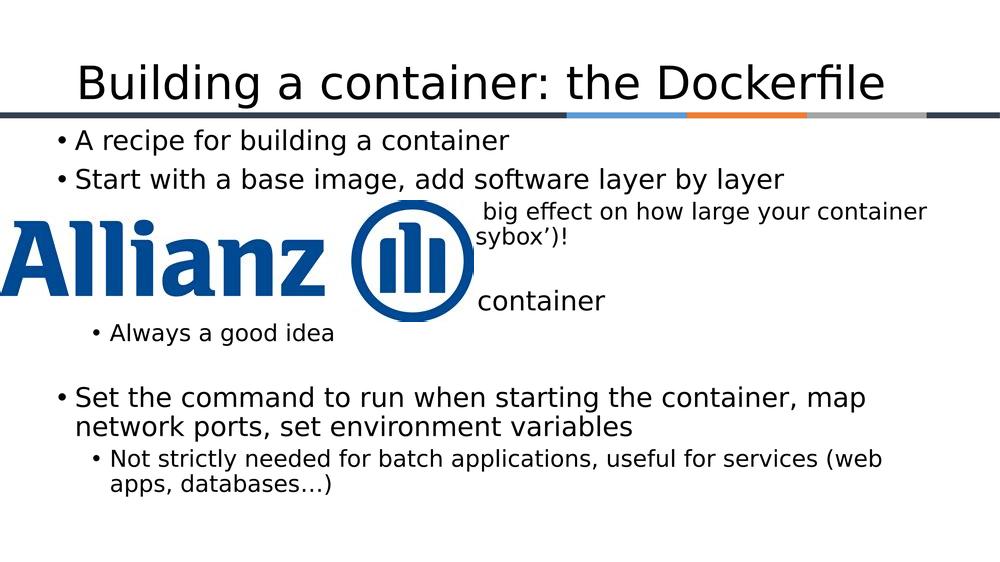 Building a container: the Dockerfile
• A recipe for building a container
• Start with a base image, add software layer by layer
big effect on how large your container
sybox’)!
Allianz
container
• Always a good idea
• Set the command to run when starting the container, map
network ports, set environment variables
• Not strictly needed for batch applications, useful for services (web
apps, databases…)